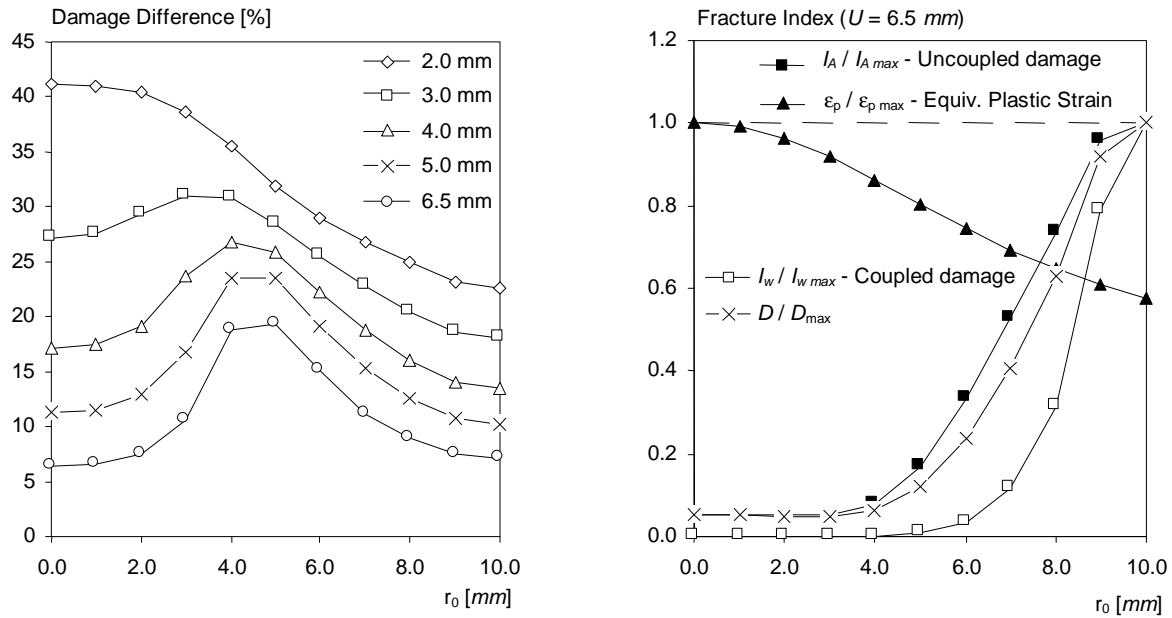 Damage Difference [%]
45
40
35
30
25
20
15
10
5
0
0.0 2.0 4.0 6.0 8.0 10.0
r0 [mm]
2.0 mm
3.0 mm
4.0 mm
5.0 mm
6.5 mm
Fracture Index (U = 6.5 mm)
1.2
1.0
0.8
0.6
0.4
0.2
0.0
0.0 2.0 4.0 6.0 8.0 10.0
r0 [mm]
IA / IA max - Uncoupled damage
εp / εp max - Equiv. Plastic Strain
Iw / Iw max - Coupled damage
D / Dmax